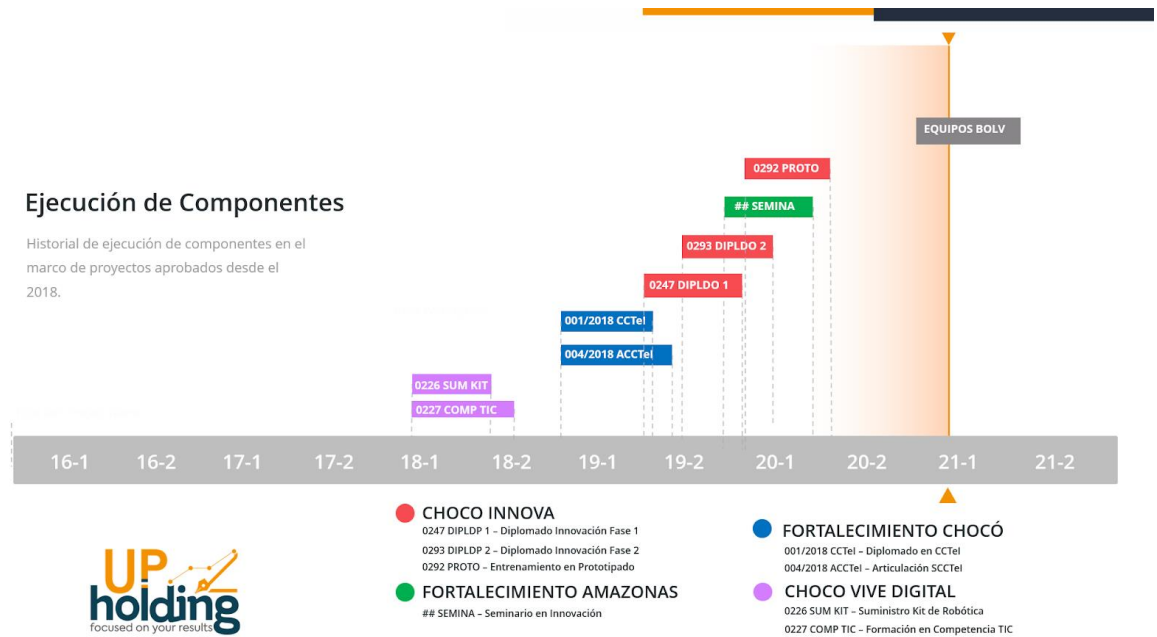 EQUIPOS BOLV
0292 PROTO
## SEMINA
0293 DIPLDO 2
0247 DIPLDO 1
001/2018 CCTeI
004/2018 ACCTeI
0226 SUM KIT
0227 COMP TIC
Ejecución de Componentes
Historial de ejecución de componentes en el
marco de proyectos aprobados desde el
2018.
16-1 16-2 17-1 17-2 18-1 18-2 19-1 19-2 20-1 20-2 21-1 21-2
CHOCO INNOVA
0247 DIPLDP 1 – Diplomado Innovación Fase 1
0293 DIPLDP 2 – Diplomado Innovación Fase 2
0292 PROTO – Entrenamiento en Prototipado
FORTALECIMIENTO AMAZONAS
## SEMINA – Seminario en Innovación
FORTALECIMIENTO CHOCÓ
001/2018 CCTeI – Diplomado en CCTeI
004/2018 ACCTeI – Articulación SCCTeI
CHOCO VIVE DIGITAL
0226 SUM KIT – Suministro Kit de Robótica
0227 COMP TIC – Formación en Competencia TIC
UP
holding
focused on your results